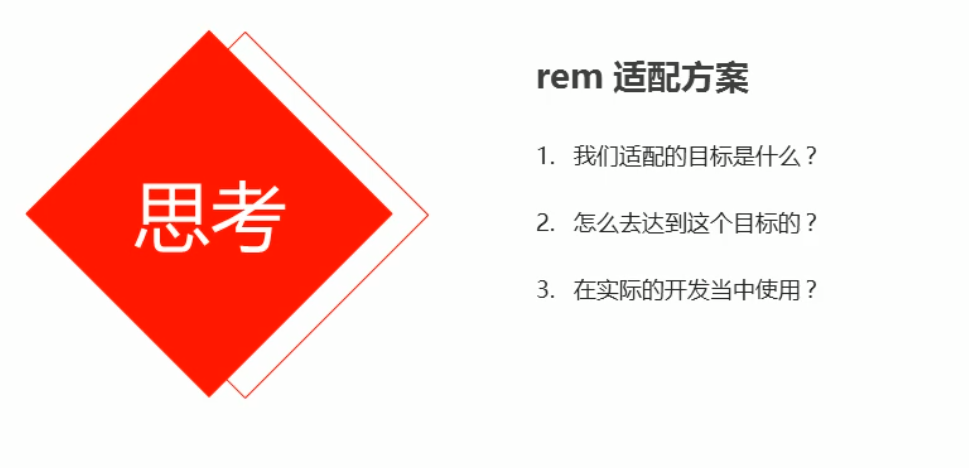 思考
rem 适配方案
1. 我们适配的目标是什么？
2. 怎么去达到这个目标的？
3. 在实际的开发当中使用？